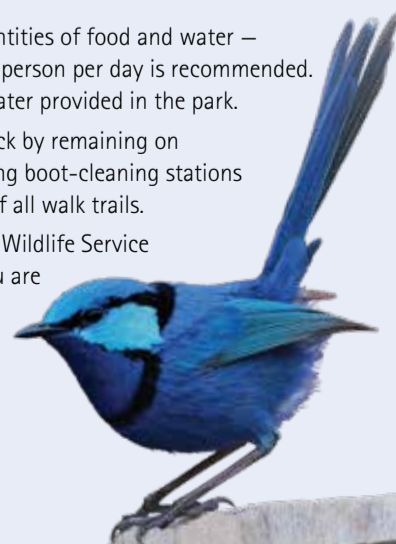 ntities of food and water —
person per day is recommended.
ater provided in the park.
ck by remaining on
ng boot-cleaning stations
f all walk trails.
Wildlife Service
u are